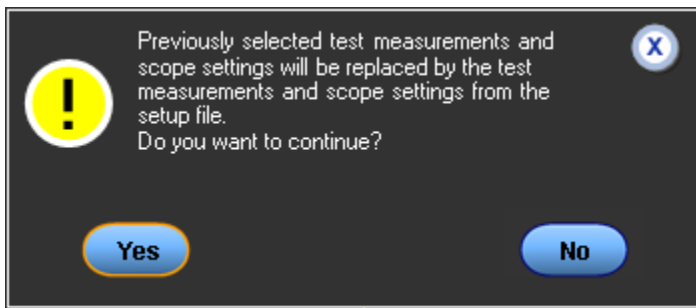 Previously selected test measurements and
scope settings will be replaced by the test
measurements and scope settings from the
setup file.
Do you want to continue?
X
!
Yes
No